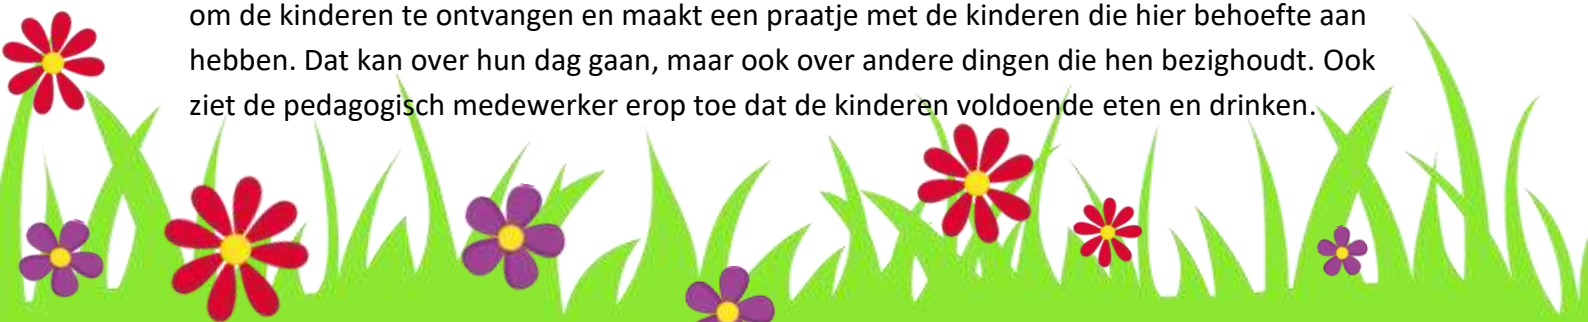 om de kinderen te ontvangen en maakt een praatje met de kinderen die hier behoefte aan
hebben. Dat kan over hun dag gaan, maar ook over andere dingen die hen bezighoudt. Ook
ziet de pedagogisch medewerker erop toe dat de kinderen voldoende eten en drinken.